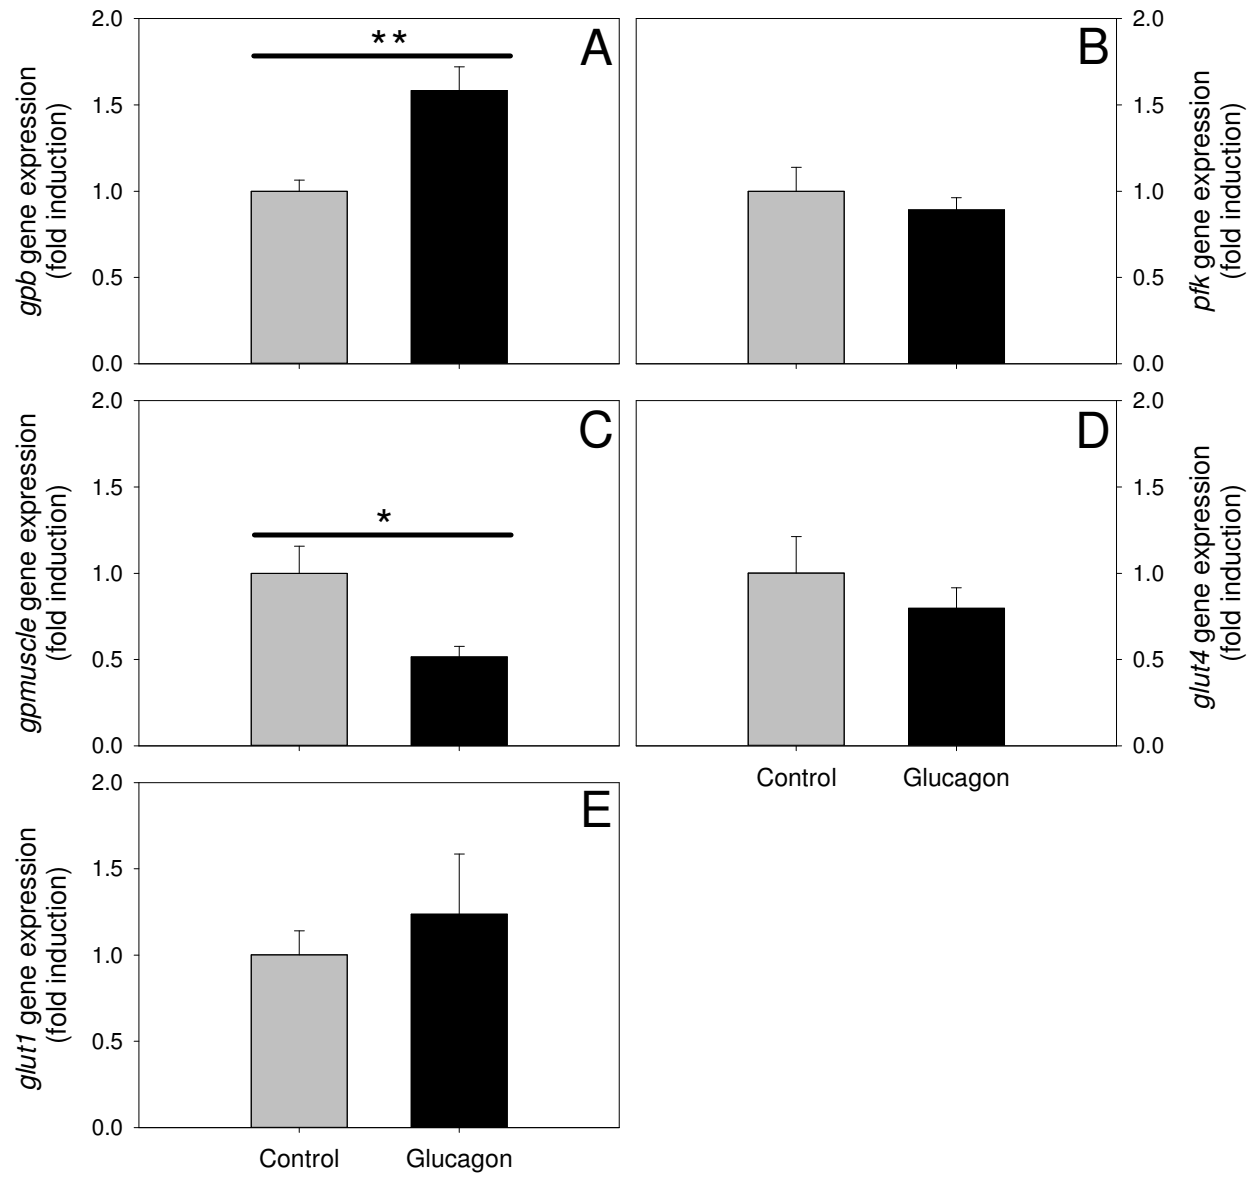 A
**
gpb gene expression
(fold induction)
2.0
1.5
1.0
0.5
0.0
B
pfk gene expression
(fold induction)
2.0
1.5
1.0
0.5
0.0
C
*
gpmuscle gene expression
(fold induction)
2.0
1.5
1.0
0.5
0.0
D
glut4 gene expression
(fold induction)
2.0
1.5
1.0
0.5
0.0
Control Glucagon
E
glut1 gene expression
(fold induction)
2.0
1.5
1.0
0.5
0.0
Control Glucagon